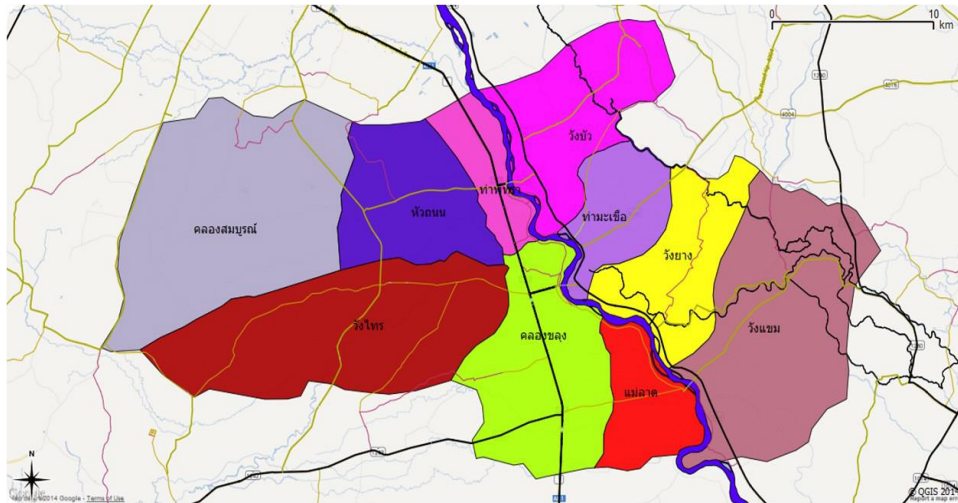 0 10
km
วังบัว
ท่าพุทรา
ท่ามะเขือ
หัวถนน
คลองสมบูรณ์
วังยาง
วังแขม
วังไทร
คลองขลุง
แม่ลาด
N
© QGIS 2014
©2014 Google - Terms of Use
Report a map err